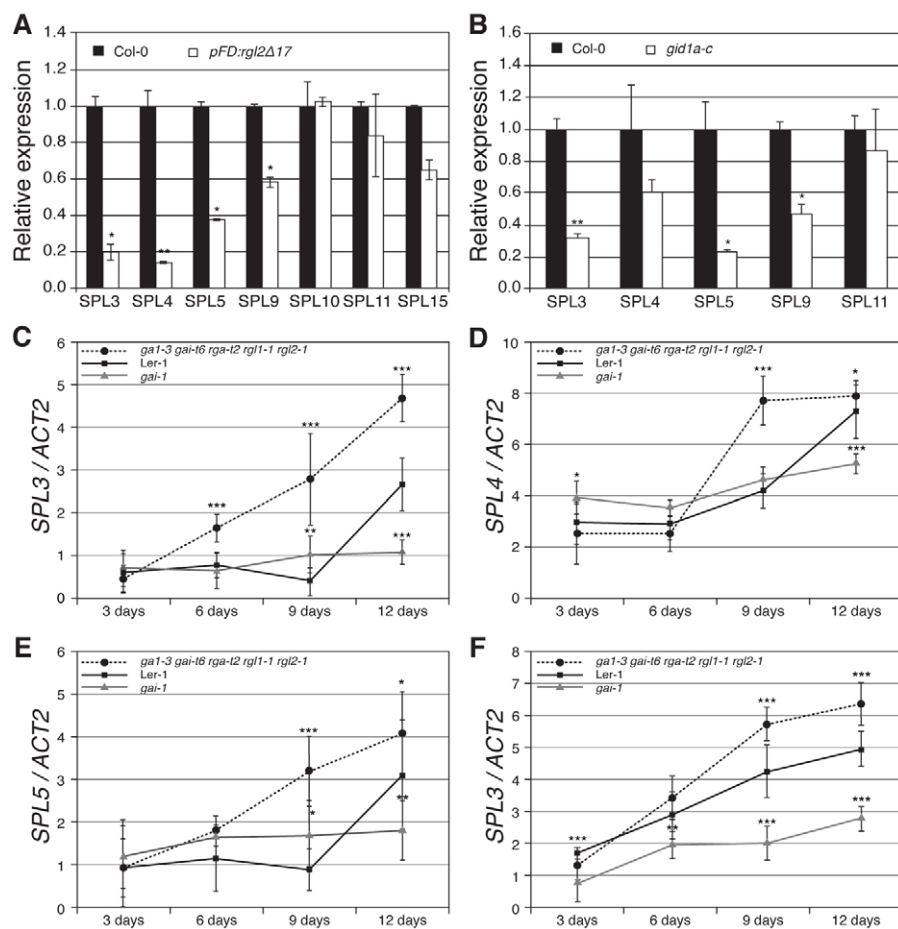 A
Col-0 pFD:rgl2Δ17
Relative expression
1.4
1.2
1.0
0.8
0.6
0.4
0.2
0.0
* ** * *
SPL3 SPL4 SPL5 SPL9 SPL10 SPL11 SPL15
B
Col-0 gid1a-c
Relative expression
1.6
1.4
1.2
1.0
0.8
0.6
0.4
0.2
0.0
** * *
SPL3 SPL4 SPL5 SPL9 SPL11
C
ga1-3 gai-t6 rga-t2 rgl1-1 rgl2-1
Ler-1
gai-1
SPL3 / ACT2
6
5
4
3
2
1
0
*** *** ** *** ***
3 days 6 days 9 days 12 days
D
ga1-3 gai-t6 rga-t2 rgl1-1 rgl2-1
Ler-1
gai-1
SPL4 / ACT2
10
8
6
4
2
0
* *** * ***
3 days 6 days 9 days 12 days
E
ga1-3 gai-t6 rga-t2 rgl1-1 rgl2-1
Ler-1
gai-1
SPL5 / ACT2
6
5
4
3
2
1
0
*** * * **
3 days 6 days 9 days 12 days
F
ga1-3 gai-t6 rga-t2 rgl1-1 rgl2-1
Ler-1
gai-1
SPL3 / ACT2
8
7
6
5
4
3
2
1
0
*** ** *** *** *** ***
3 days 6 days 9 days 12 days